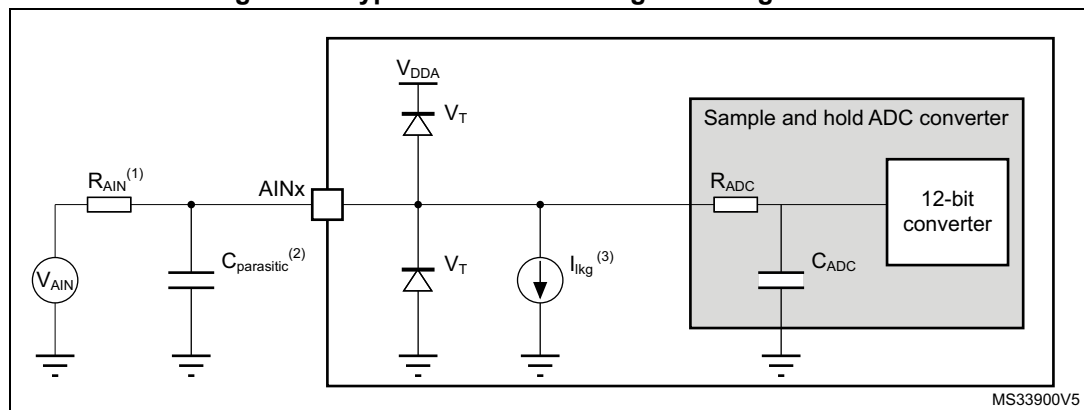 V_DDA
V_T
Sample and hold ADC converter
R_AIN^(1)
AINx
R_ADC
12-bit
converter
C_parasitic^(2)
V_T
I_lkg^(3)
C_ADC
V_AIN
MS33900V5